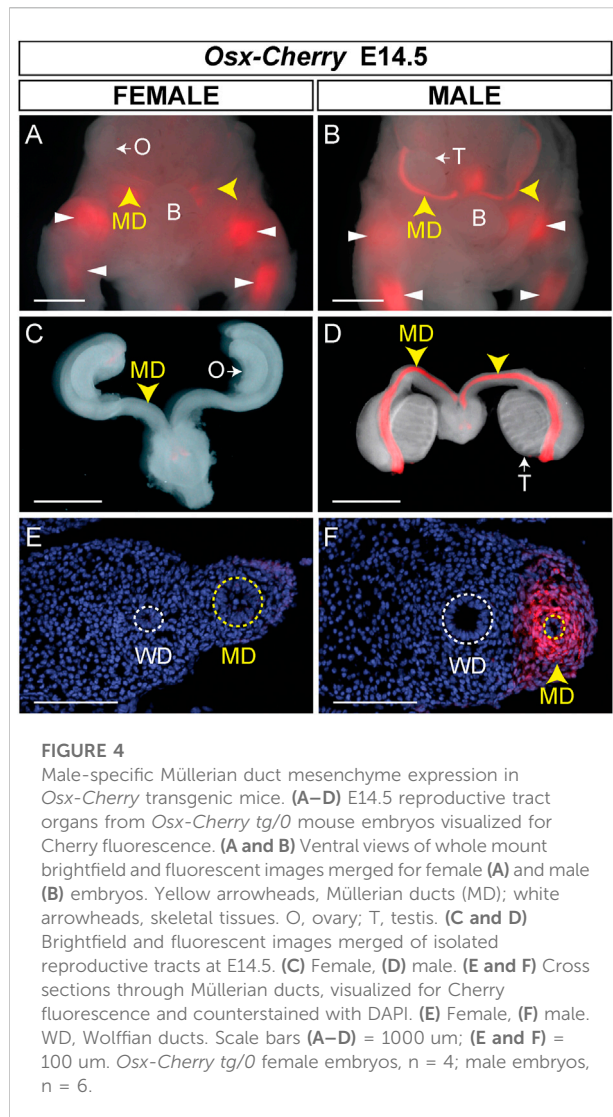 Osx-Cherry E14.5
FEMALE
MALE
A
O
MD
B
B
T
MD
B
C
MD
O
D
MD
T
E
WD
MD
F
WD
MD
FIGURE 4
Male-specific Müllerian duct mesenchyme expression in
Osx-Cherry transgenic mice. (A–D) E14.5 reproductive tract
organs from Osx-Cherry tg/0 mouse embryos visualized for
Cherry fluorescence. (A and B) Ventral views of whole mount
brightfield and fluorescent images merged for female (A) and male
(B) embryos. Yellow arrowheads, Müllerian ducts (MD); white
arrowheads, skeletal tissues. O, ovary; T, testis. (C and D)
Brightfield and fluorescent images merged of isolated
reproductive tracts at E14.5. (C) Female, (D) male. (E and F) Cross
sections through Müllerian ducts, visualized for Cherry
fluorescence and counterstained with DAPI. (E) Female, (F) male.
WD, Wolffian ducts. Scale bars (A–D) = 1000 um; (E and F) =
100 um. Osx-Cherry tg/0 female embryos, n = 4; male embryos,
n = 6.